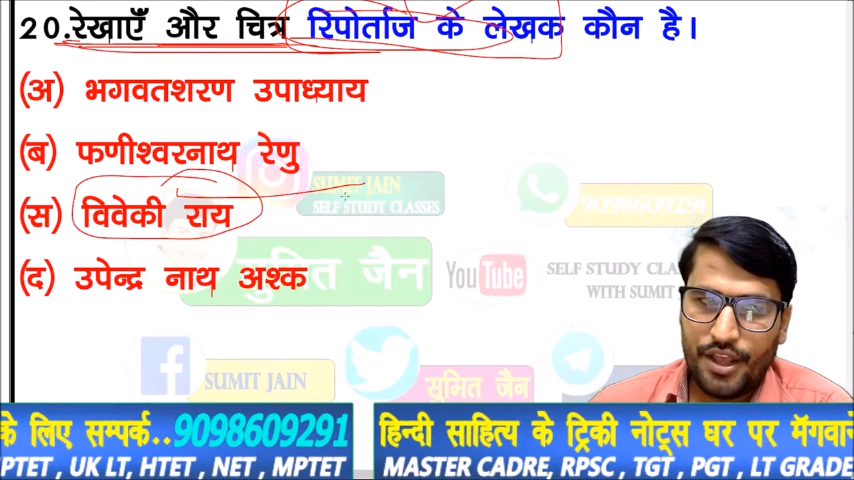 20.रेखाएँ और चित्र रिपोर्ताज के लेखक कौन है।
(अ) भगवतशरण उपाध्याय
(ब) फणीश्वरनाथ रेणु
(स) विवेकी राय
(द) उपेन्द्र नाथ अश्क
SUMIT JAIN
SELF STUDY CLASSES
9098609291
सुमित जैन
YouTube
SELF STUDY CLA
WITH SUMIT
SUMIT JAIN
सुमित जैन
के लिए सम्पर्क..9098609291
हिन्दी साहित्य के ट्रिकी नोट्स घर पर मॅगवाने
PTET , UK LT, HTET , NET , MPTET
MASTER CADRE, RPSC , TGT , PGT , LT GRADE